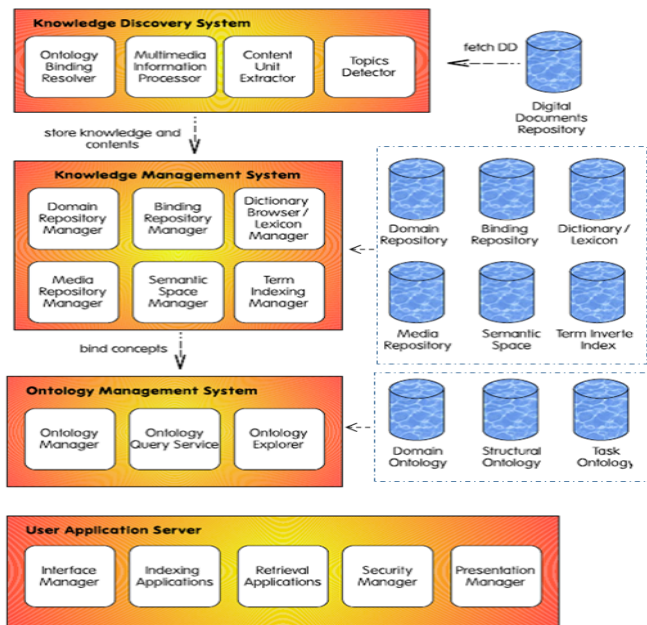 Knowledge Discovery System
Ontology
Binding
Resolver
Multimedia
Information
Processor
Content
Unit
Extractor
Topics
Detector
fetch DD
Digital
Documents
Repository
store knowledge and
contents
Knowledge Management System
Domain
Repository
Manager
Binding
Repository
Manager
Dictionary
Browser /
Lexicon
Manager
Media
Repository
Manager
Semantic
Space
Manager
Term
Indexing
Manager
Domain
Repository
Binding
Repository
Dictionary /
Lexicon
Media
Repository
Semantic
Space
Term Inverte
Index
bind concepts
Ontology Management System
Ontology
Manager
Ontology
Query Service
Ontology
Explorer
Domain
Ontology
Structural
Ontology
Task
Ontology
User Application Server
Interface
Manager
Indexing
Applications
Retrieval
Applications
Security
Manager
Presentation
Manager